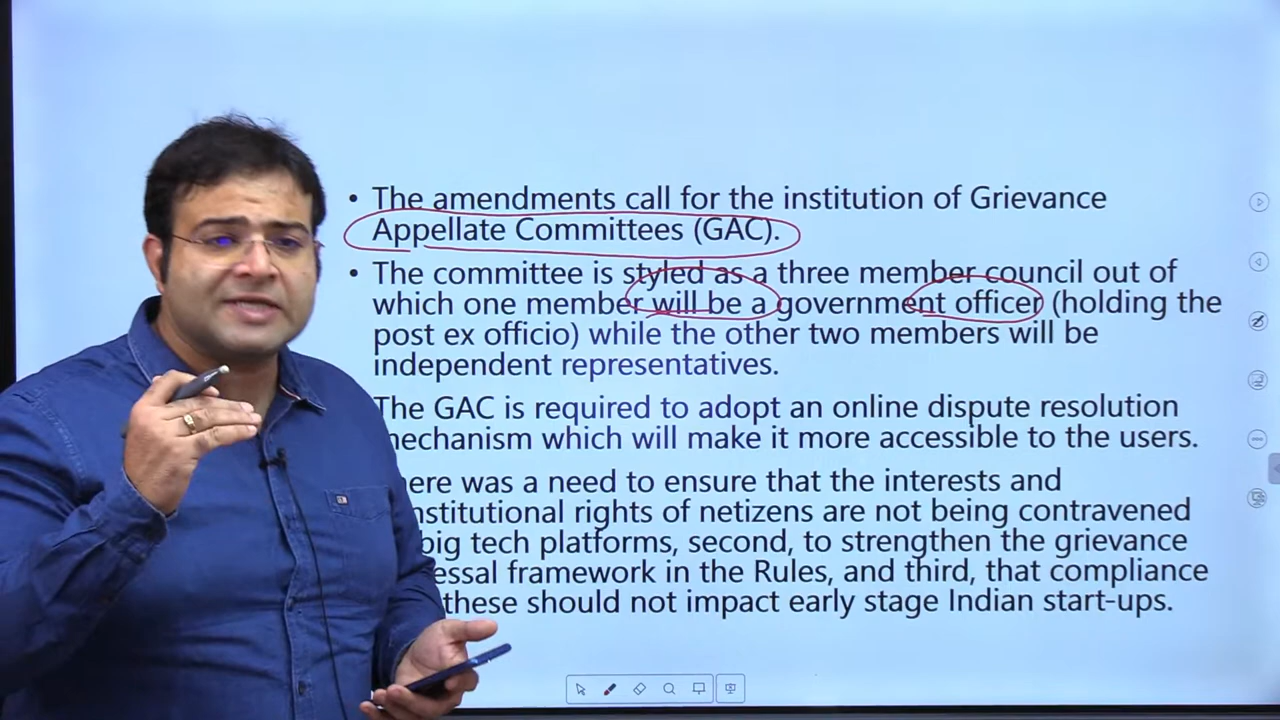 • The amendments call for the institution of Grievance
Appellate Committees (GAC).
• The committee is styled as a three member council out of
which one member will be a government officer (holding the
post ex officio) while the other two members will be
independent representatives.
The GAC is required to adopt an online dispute resolution
mechanism which will make it more accessible to the users.
There was a need to ensure that the interests and
rights of netizens are not being contravened
big tech platforms, second, to strengthen the grievance
framework in the Rules, and third, that compliance
these should not impact early stage Indian start-ups.